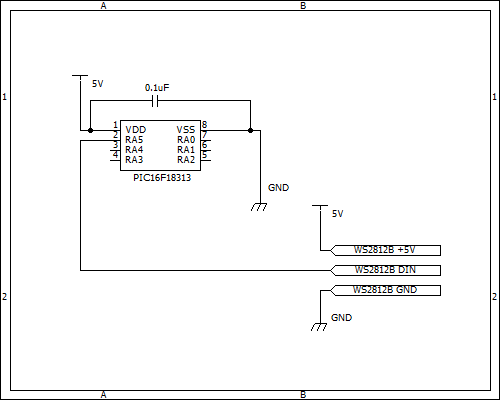 A B
5V
0.1uF
1 1
1 VDD VSS 8
2 RA5 RA0 7
3 RA4 RA1 6
4 RA3 RA2 5
PIC16F18313
GND
5V
WS2812B +5V
WS2812B DIN
WS2812B GND
2 2
GND
A B